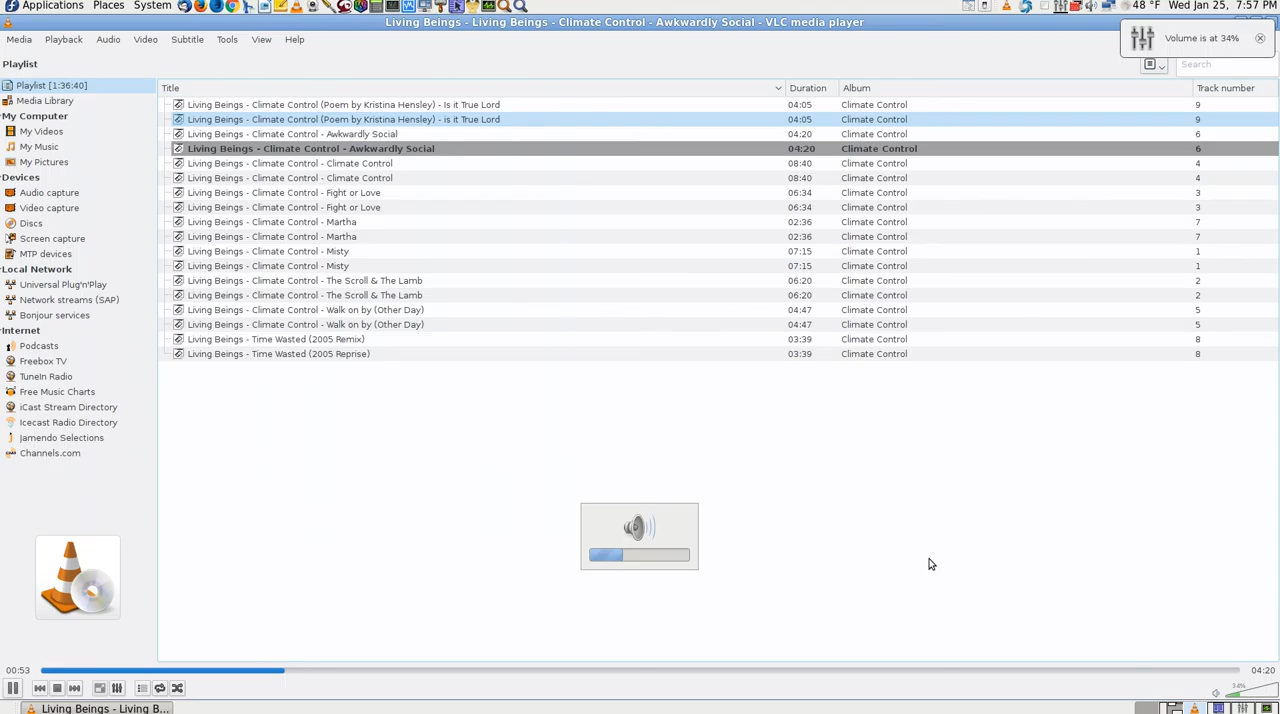 Applications Places System 48 °F Wed Jan 25, 7:57 PM
Living Beings - Living Beings - Climate Control - Awkwardly Social - VLC media player
Volume is at 34%
Media Playback Audio Video Subtitle Tools View Help
Playlist
Search
Playlist [1:36:40]
Media Library
My Computer
My Videos
My Music
My Pictures
Devices
Audio capture
Video capture
Discs
Screen capture
MTP devices
Local Network
Universal Plug'n'Play
Network streams (SAP)
Bonjour services
Internet
Podcasts
Freebox TV
TuneIn Radio
Free Music Charts
iCast Stream Directory
Icecast Radio Directory
Jamendo Selections
Channels.com
Title Duration Album Track number
Living Beings - Climate Control (Poem by Kristina Hensley) - Is it True Lord 04:05 Climate Control 9
Living Beings - Climate Control (Poem by Kristina Hensley) - is it True Lord 04:05 Climate Control 9
Living Beings - Climate Control - Awkwardly Social 04:20 Climate Control 6
Living Beings - Climate Control - Awkwardly Social 04:20 Climate Control 6
Living Beings - Climate Control - Climate Control 08:40 Climate Control 4
Living Beings - Climate Control - Climate Control 08:40 Climate Control 4
Living Beings - Climate Control - Fight or Love 06:34 Climate Control 3
Living Beings - Climate Control - Fight or Love 06:34 Climate Control 3
Living Beings - Climate Control - Martha 02:36 Climate Control 7
Living Beings - Climate Control - Martha 02:36 Climate Control 7
Living Beings - Climate Control - Misty 07:15 Climate Control 1
Living Beings - Climate Control - Misty 07:15 Climate Control 1
Living Beings - Climate Control - The Scroll & The Lamb 06:20 Climate Control 2
Living Beings - Climate Control - The Scroll & The Lamb 06:20 Climate Control 2
Living Beings - Climate Control - Walk on by (Other Day) 04:47 Climate Control 5
Living Beings - Climate Control - Walk on by (Other Day) 04:47 Climate Control 5
Living Beings - Time Wasted (2005 Remix) 03:39 Climate Control 8
Living Beings - Time Wasted (2005 Reprise) 03:39 Climate Control 8
00:53 04:20
34%
Living Beings - Living B...